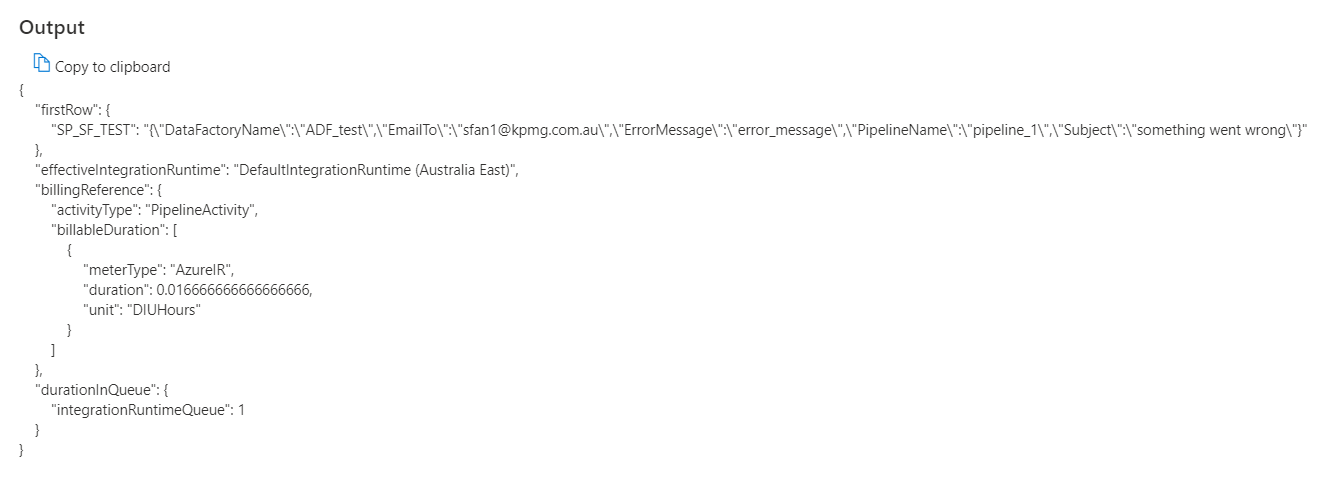 Output
Copy to clipboard
{
"firstRow": {
"SP_SF_TEST": "{\"DataFactoryName\":\"ADF_test\",\"EmailTo\":\"sfan1@kpmg.com.au\",\"ErrorMessage\":\"error_message\",\"PipelineName\":\"pipeline_1\",\"Subject\":\"something went wrong\"}"
},
"effectiveIntegrationRuntime": "DefaultIntegrationRuntime (Australia East)",
"billingReference": {
"activityType": "PipelineActivity",
"billableDuration": [
{
"meterType": "AzureIR",
"duration": 0.016666666666666666,
"unit": "DIUHours"
}
]
},
"durationInQueue": {
"integrationRuntimeQueue": 1
}
}